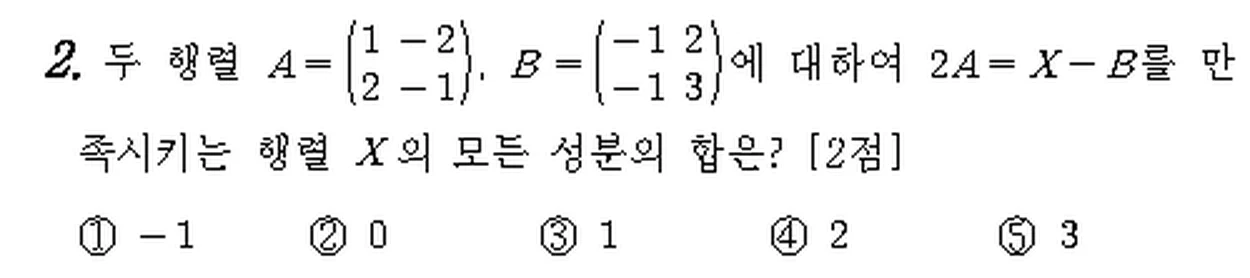 2. 두 행렬 A=(1 -2 2 -1), B=(-1 2 -1 3)에 대하여 2A=X-B를 만
족시키는 행렬 X의 모든 성분의 합은? [2점]
① -1 ② 0 ③ 1 ④ 2 ⑤ 3